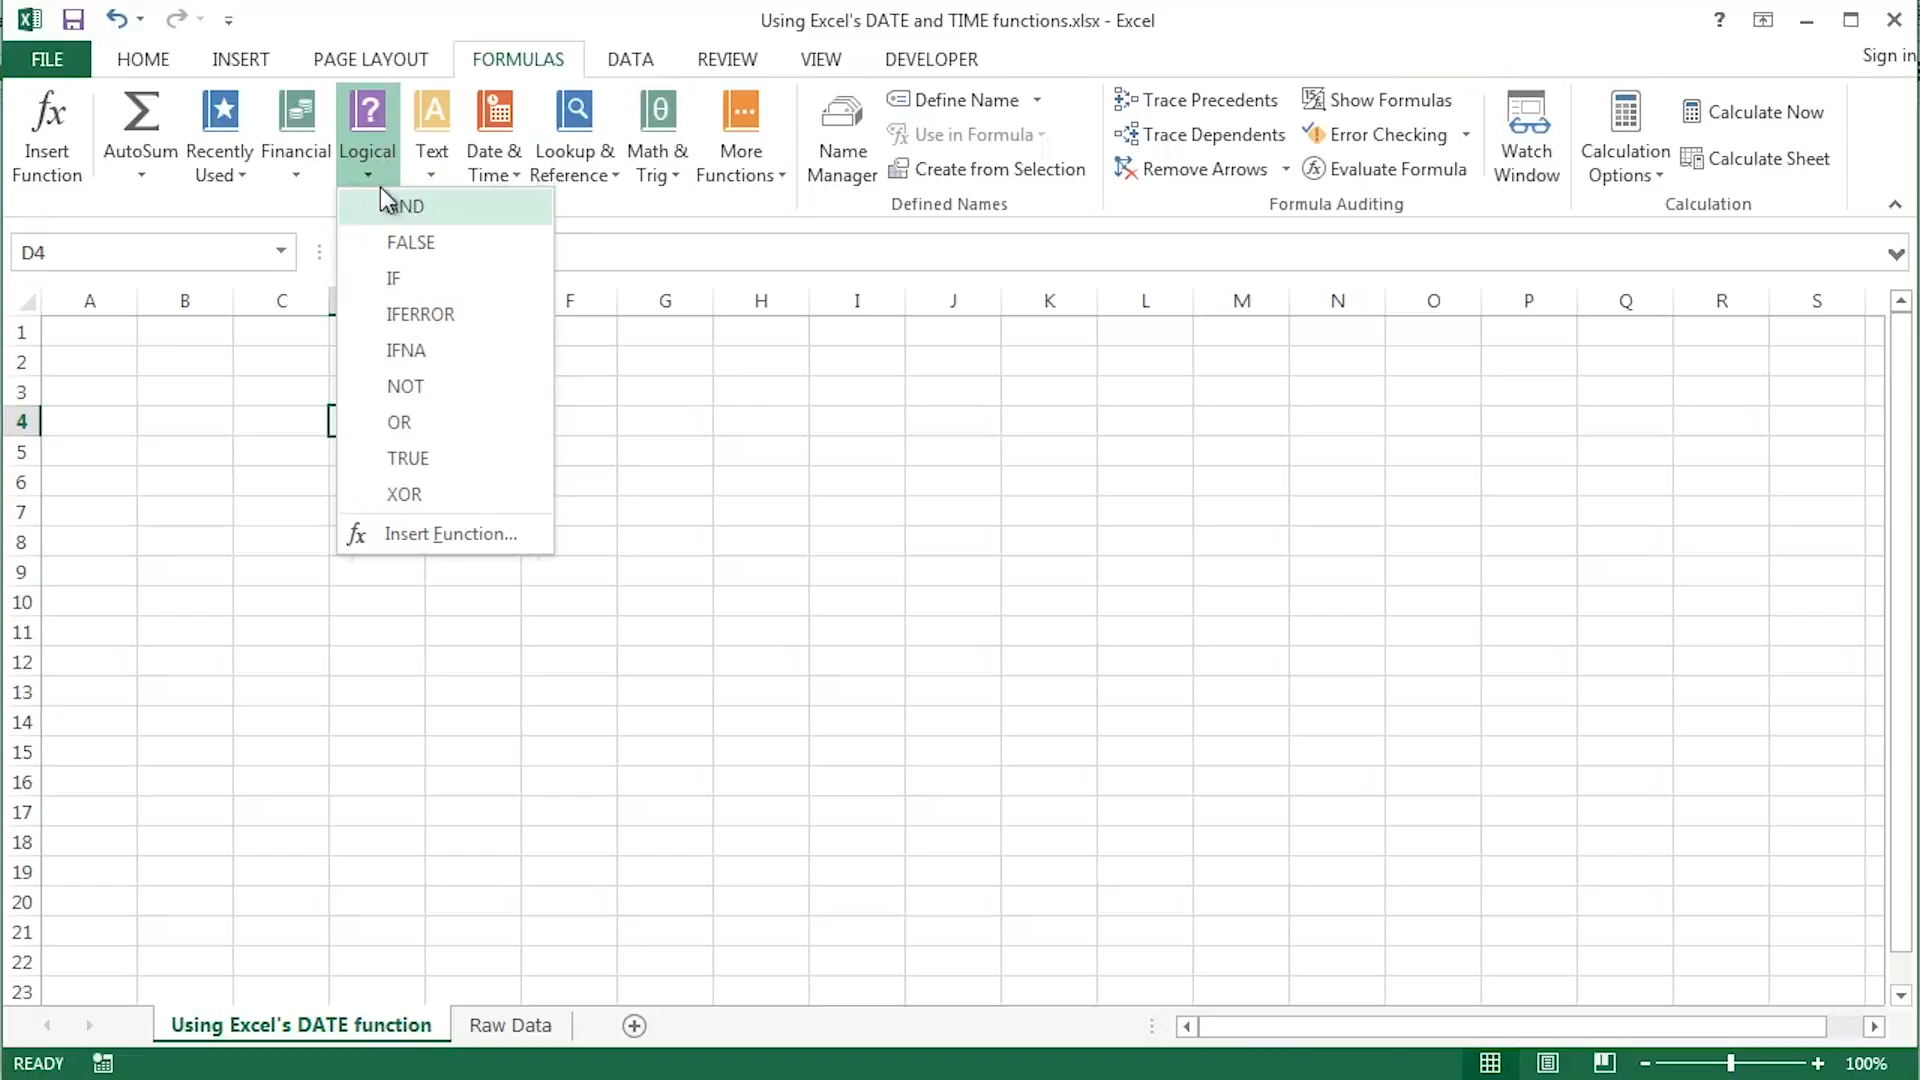 Using Excel's DATE and TIME functions.xlsx - Excel
?
FILE HOME INSERT PAGE LAYOUT FORMULAS DATA REVIEW VIEW DEVELOPER Sign in
Insert Function
AutoSum
Recently Used
Financial
Logical
Text
Date & Time
Lookup & Reference
Math & Trig
More Functions
Name Manager
Define Name
Use in Formula
Create from Selection
Defined Names
Trace Precedents
Trace Dependents
Remove Arrows
Show Formulas
Error Checking
Evaluate Formula
Formula Auditing
Watch Window
Calculation Options
Calculate Now
Calculate Sheet
Calculation
D4
FALSE
IF
IFERROR
IFNA
NOT
OR
TRUE
XOR
fx Insert Function...
A B C F G H I J K L M N O P Q R S
1
2
3
4
5
6
7
8
9
10
11
12
13
14
15
16
17
18
19
20
21
22
23
Using Excel's DATE function Raw Data
READY 100%